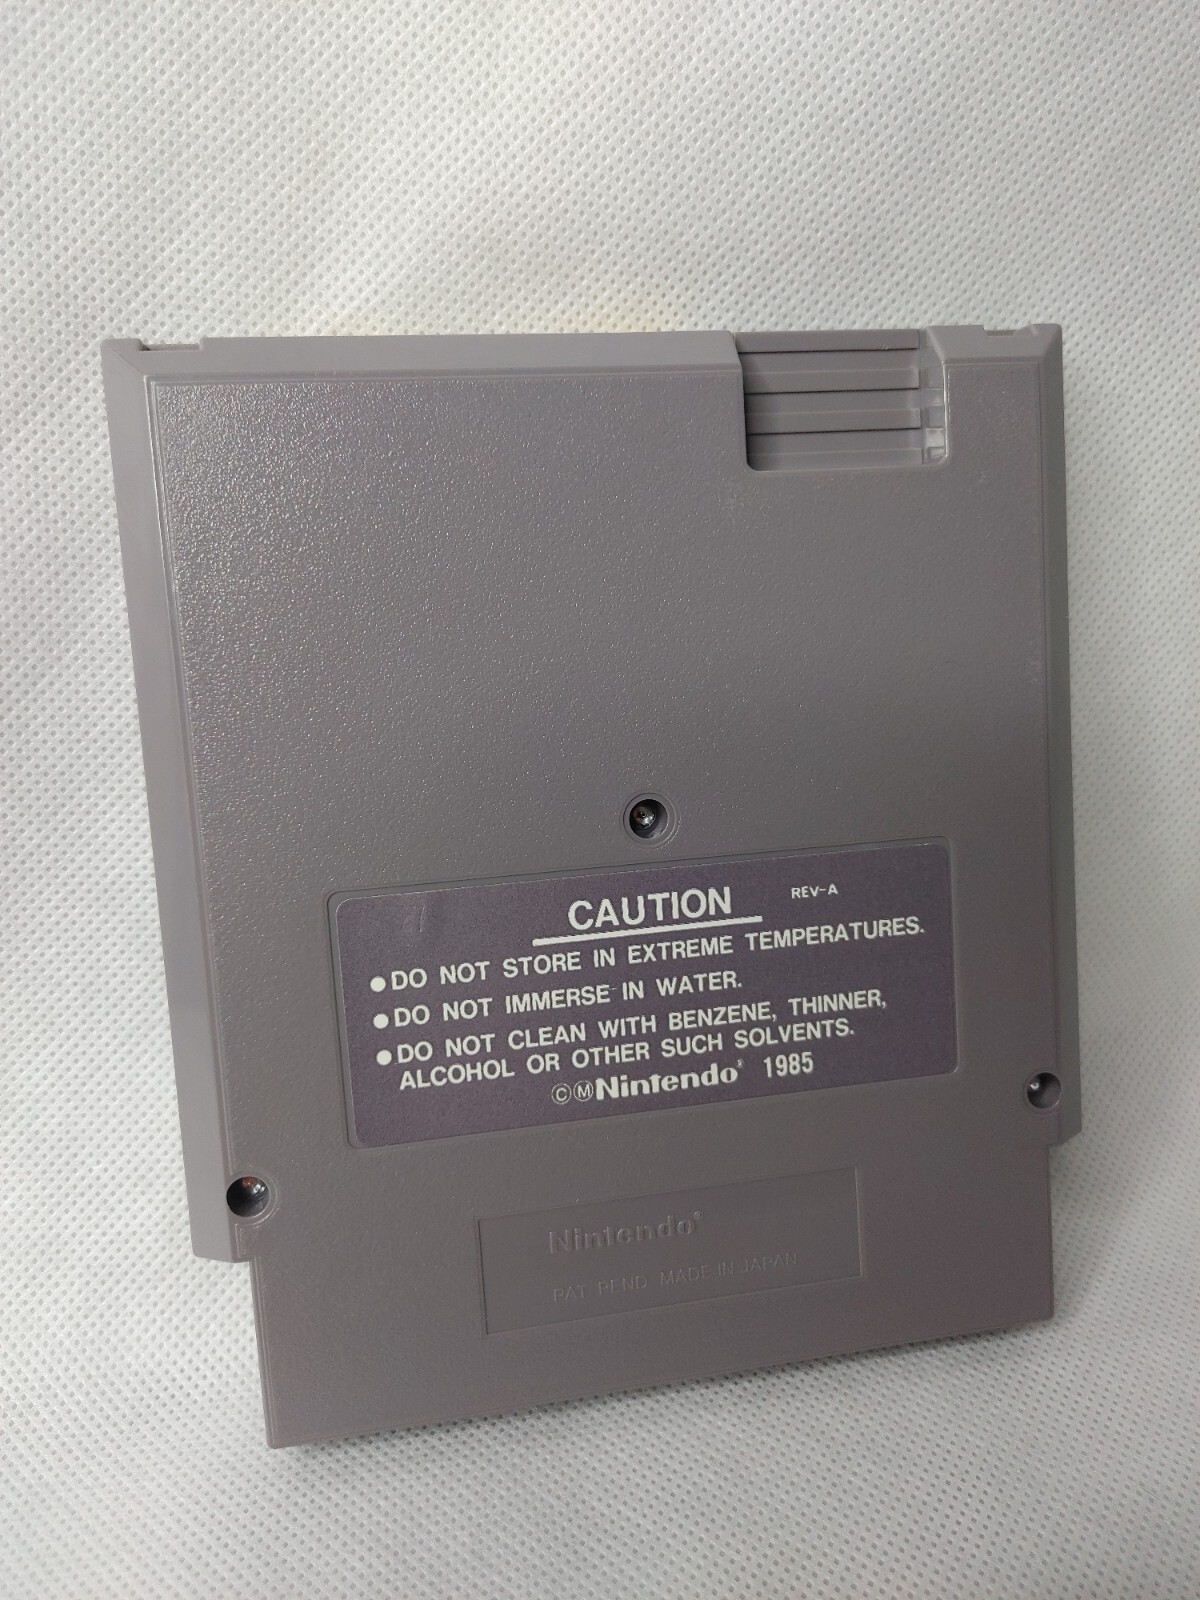 CAUTION REV-A
●DO NOT STORE IN EXTREME TEMPERATURES.
●DO NOT IMMERSE IN WATER.
●DO NOT CLEAN WITH BENZENE, THINNER,
ALCOHOL OR OTHER SUCH SOLVENTS.
ⒸⓂNintendo® 1985
Nintendo®
PAT. PEND. MADE IN JAPAN